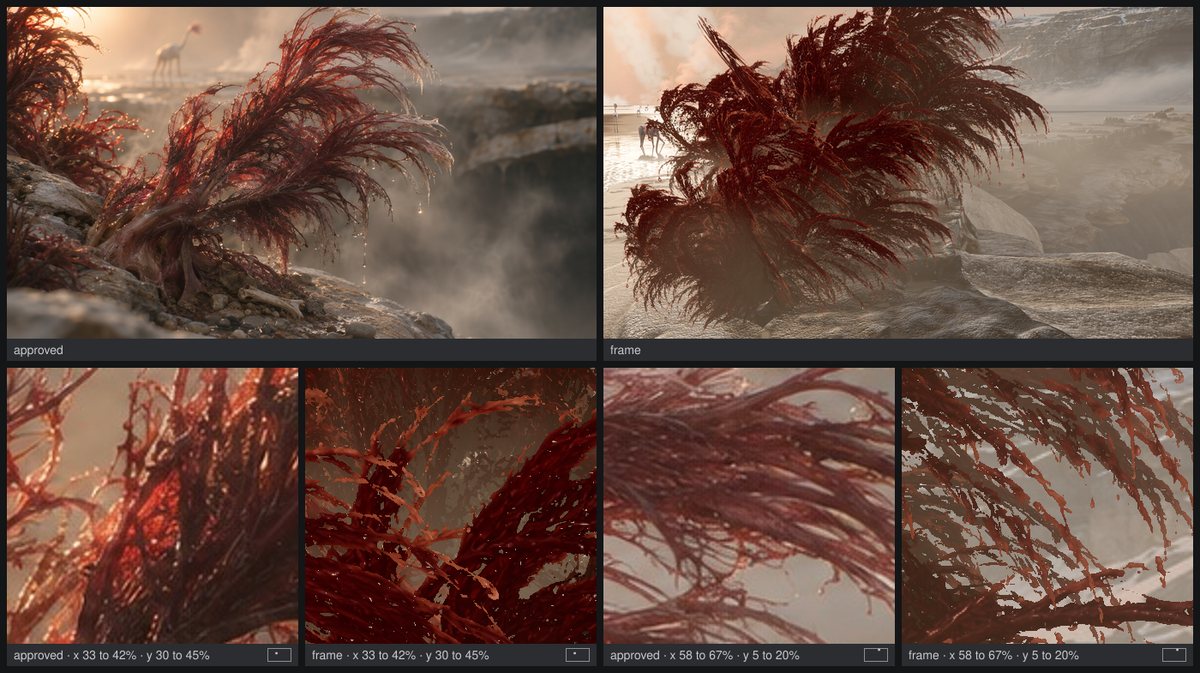 approved
frame
approved · x 33 to 42% · y 30 to 45%
frame · x 33 to 42% · y 30 to 45%
approved · x 58 to 67% · y 5 to 20%
frame · x 58 to 67% · y 5 to 20%